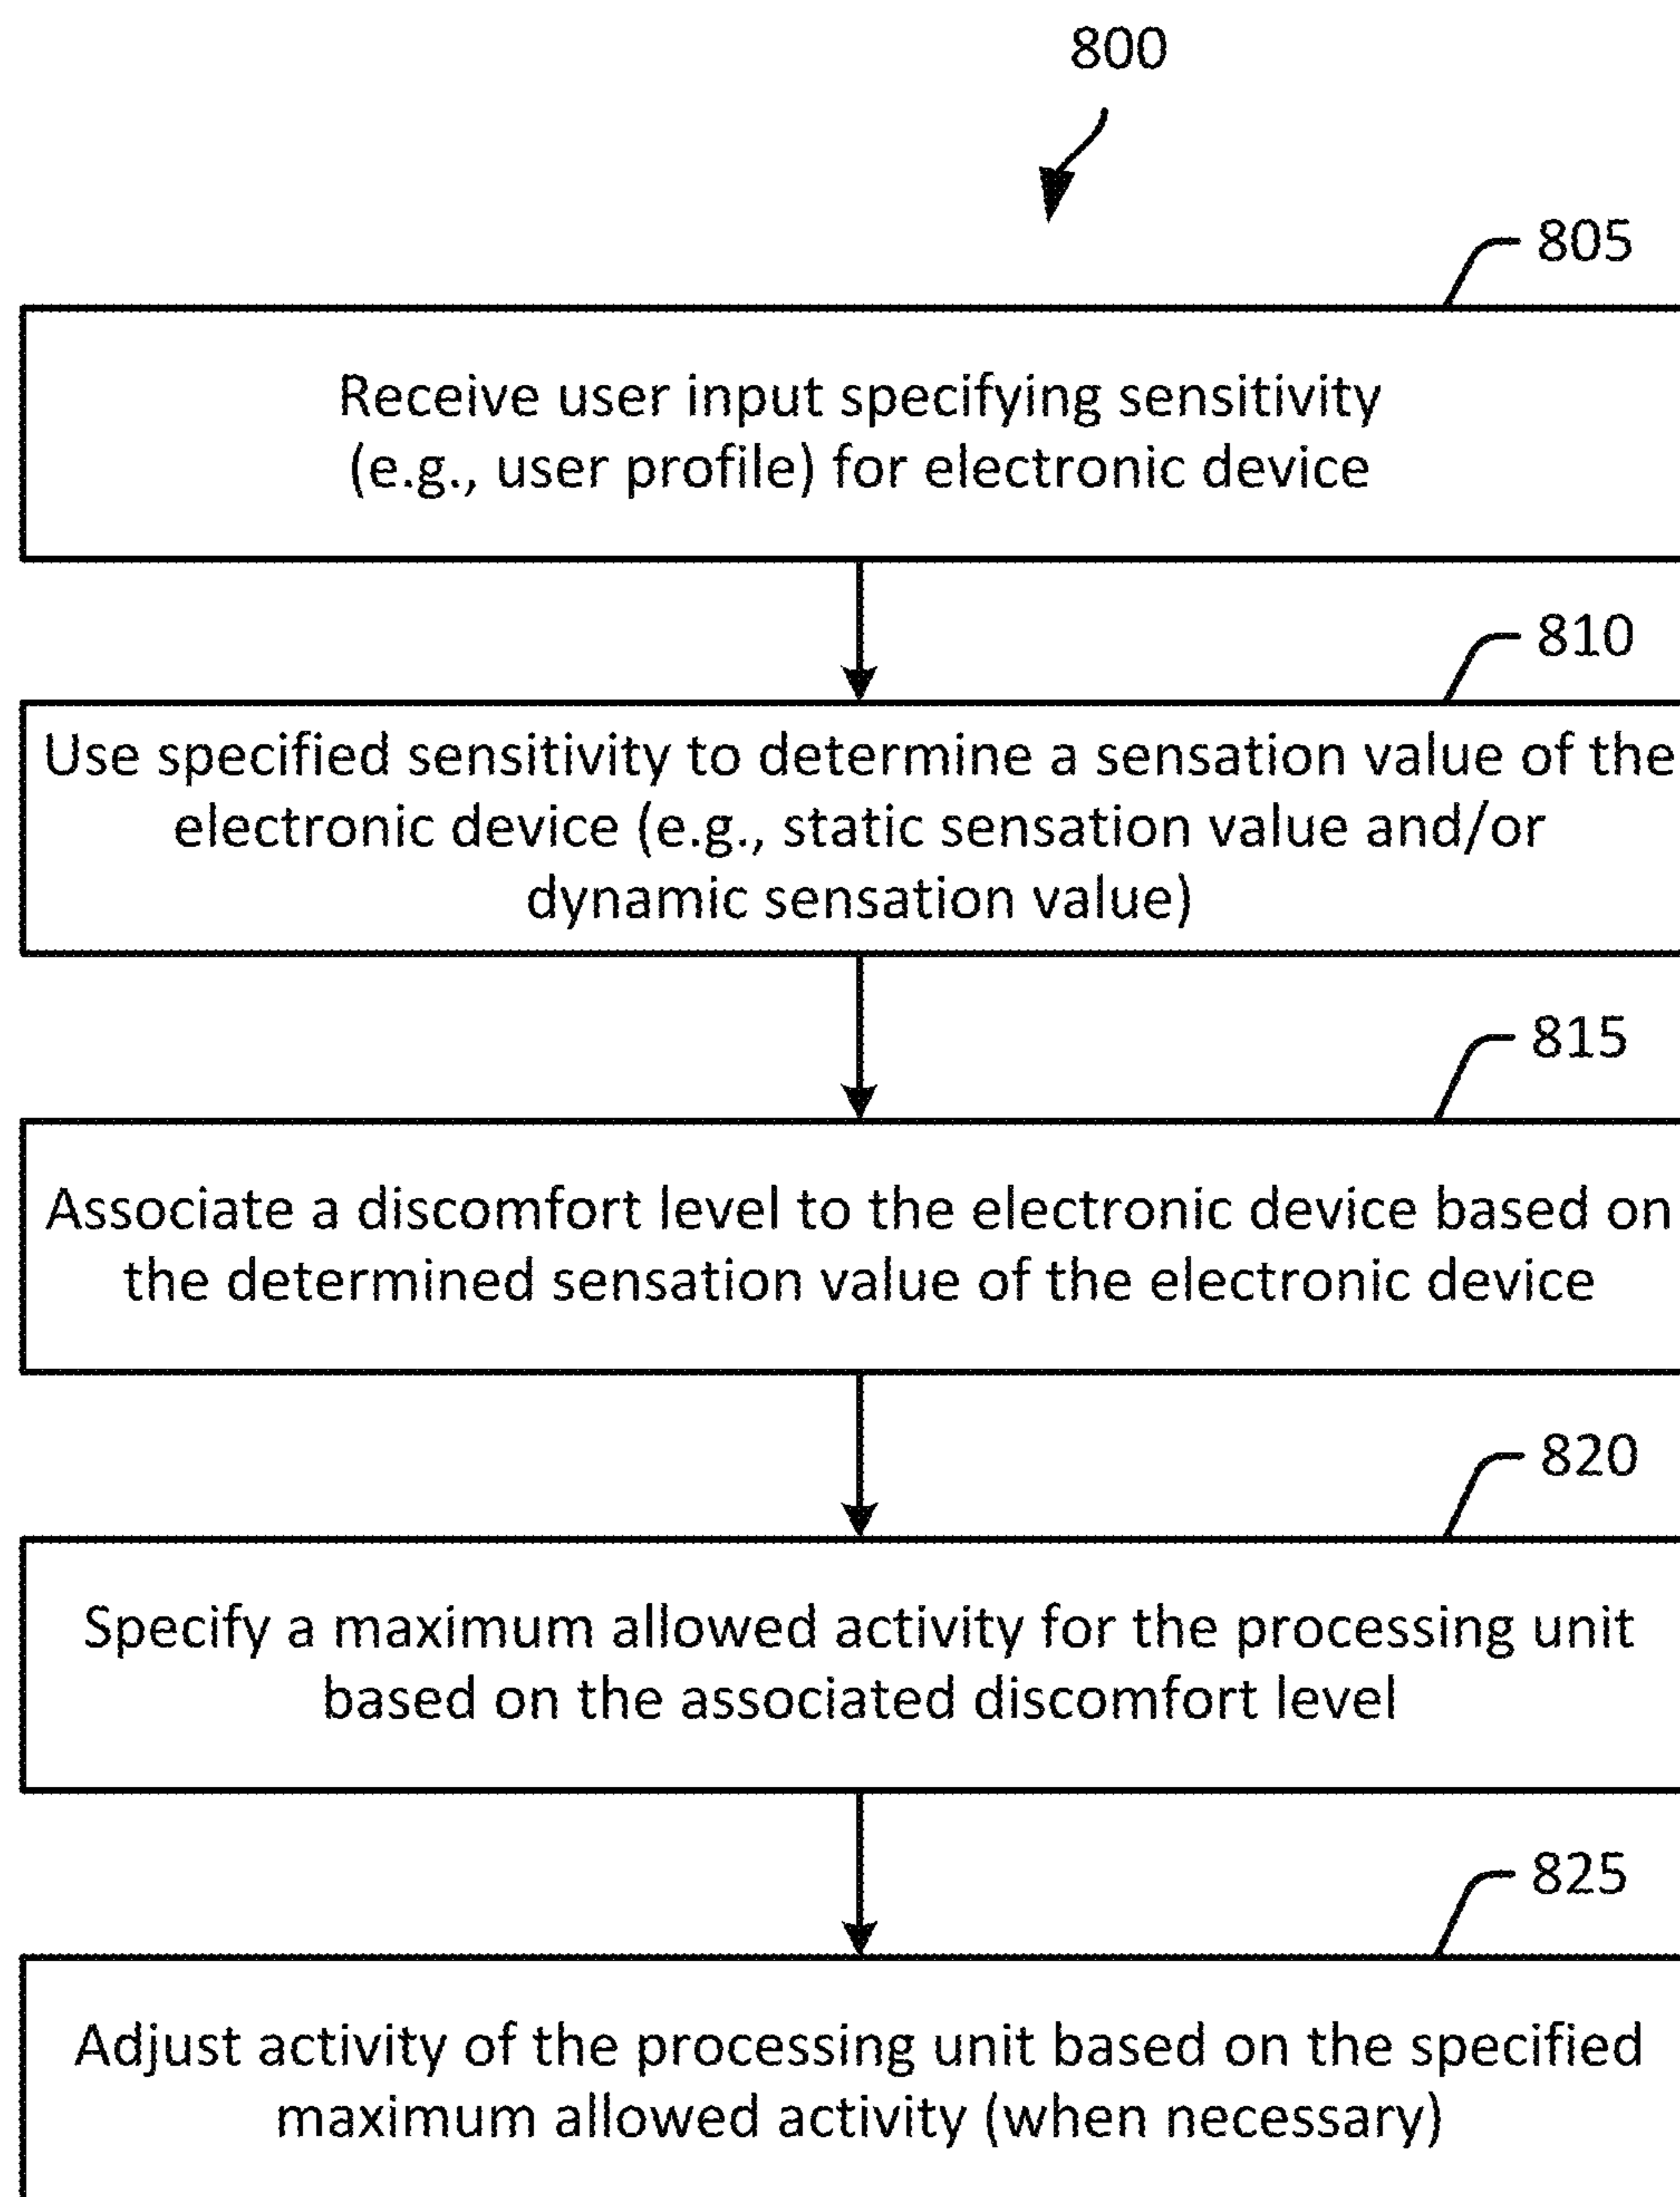 800
805
Receive user input specifying sensitivity
(e.g., user profile) for electronic device
810
Use specified sensitivity to determine a sensation value of the
electronic device (e.g., static sensation value and/or
dynamic sensation value)
815
Associate a discomfort level to the electronic device based on
the determined sensation value of the electronic device
820
Specify a maximum allowed activity for the processing unit
based on the associated discomfort level
825
Adjust activity of the processing unit based on the specified
maximum allowed activity (when necessary)